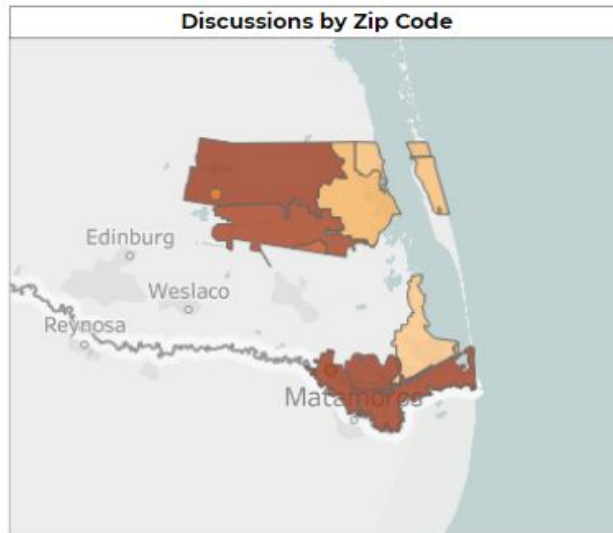 Discussions by Zip Code
Edinburg
Weslaco
Reynosa
Matamoros